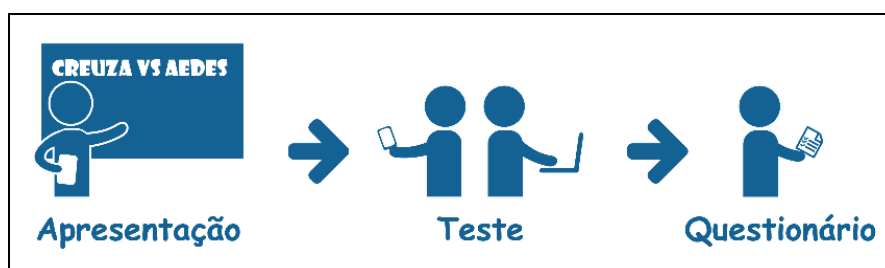 CREUZA VS AEDES
Apresentação
Teste
Questionário